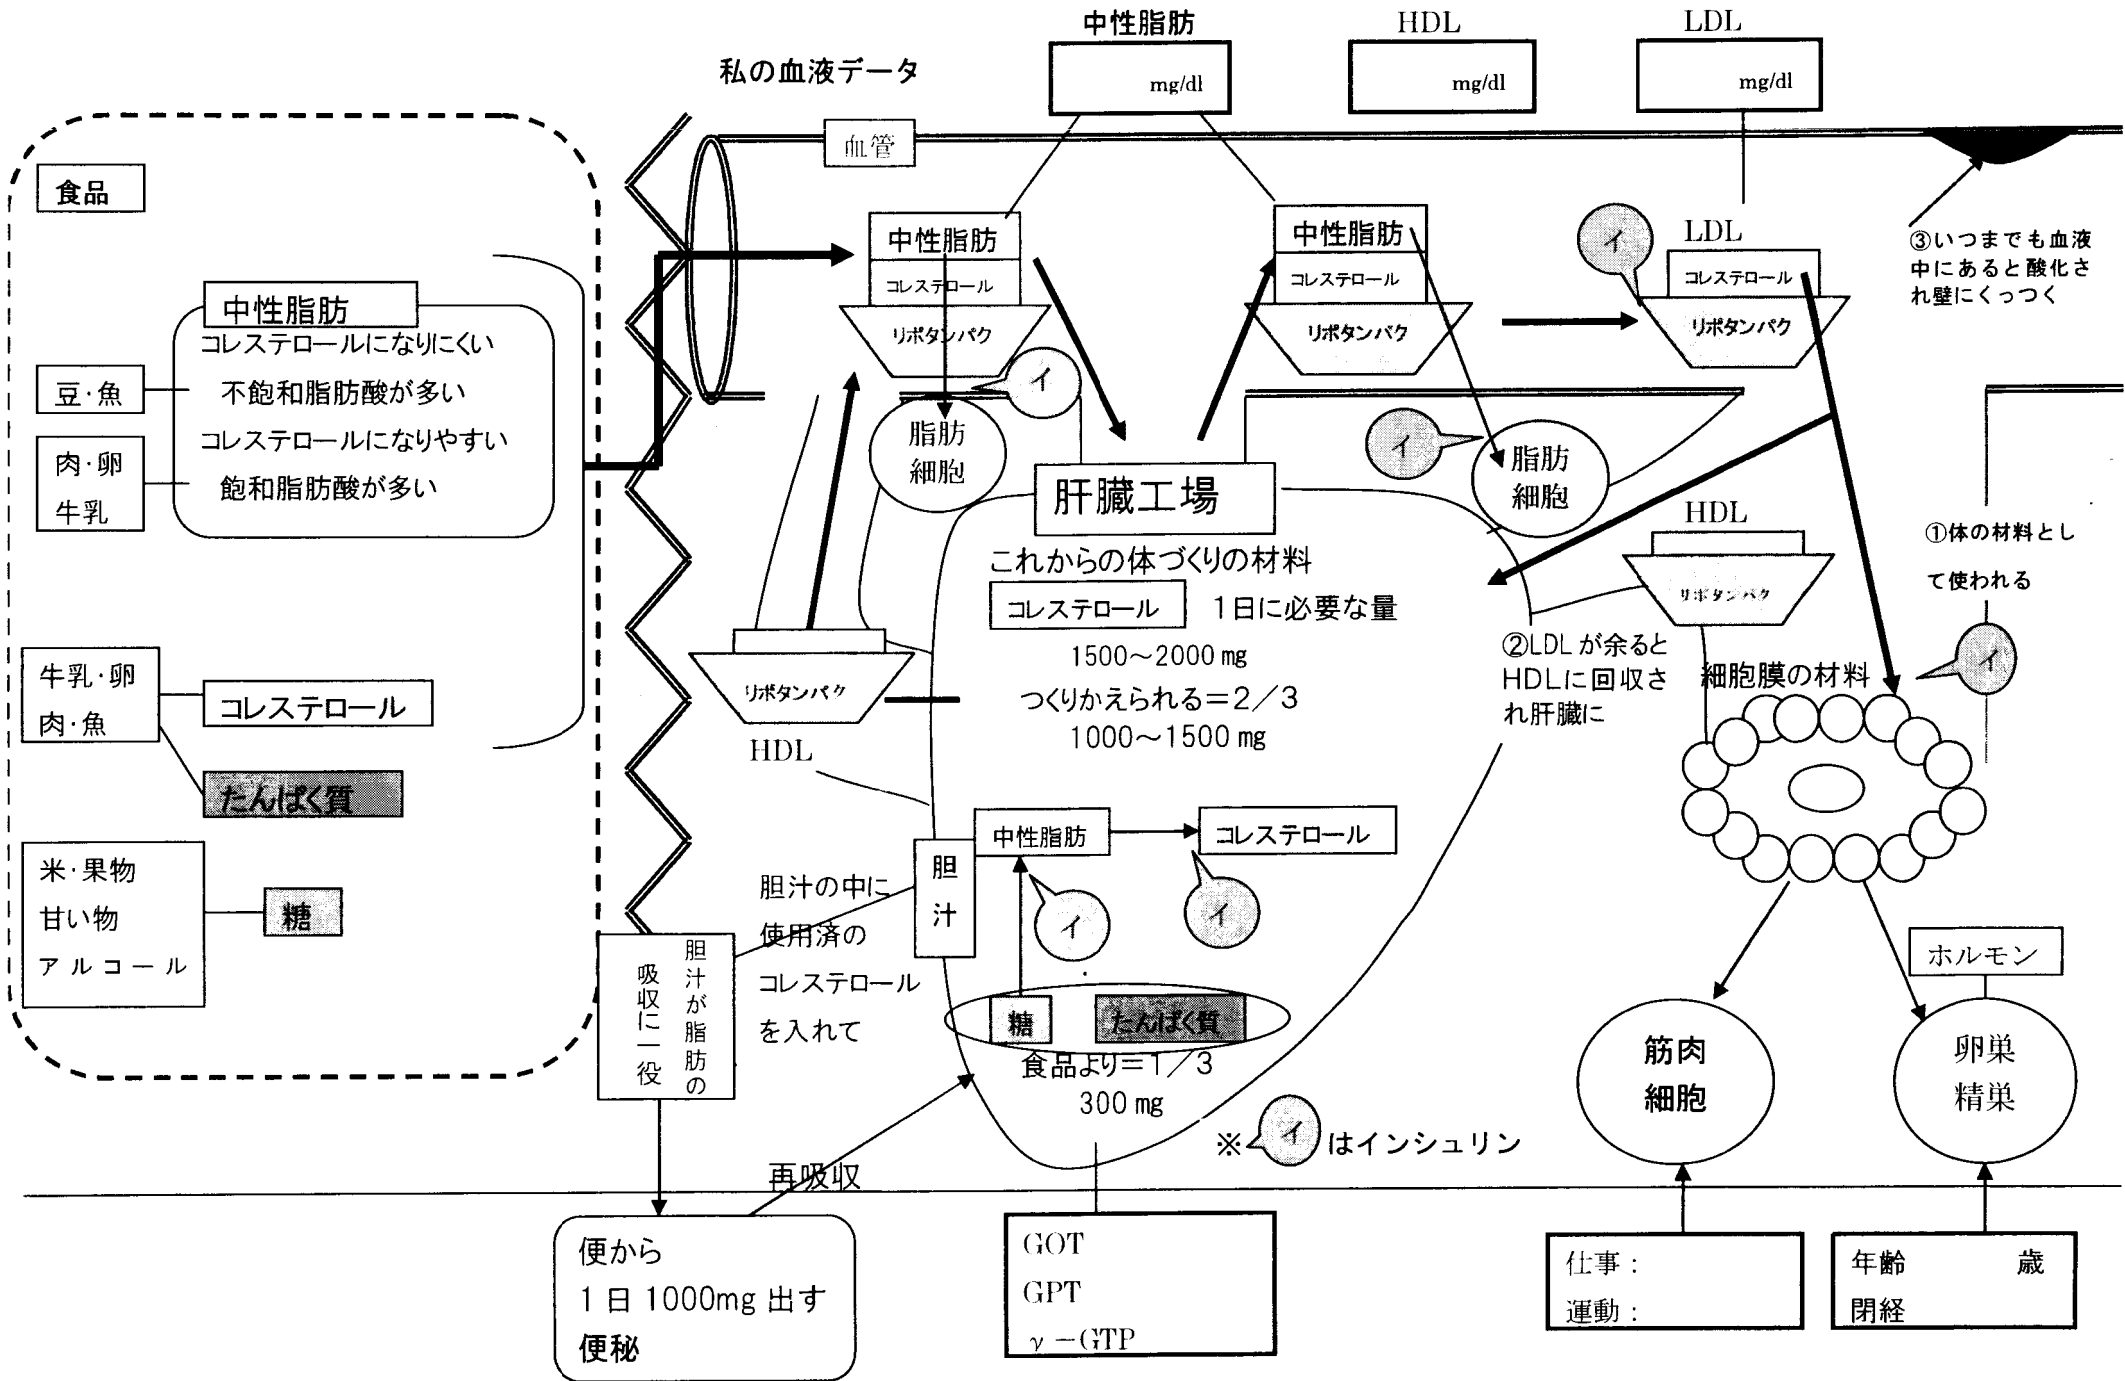 中性脂肪
HDL
LDL
私の血液データ
mg/dl
mg/dl
mg/dl
血管
食品
中性脂肪
コレステロールになりにくい
豆・魚
不飽和脂肪酸が多い
コレステロールになりやすい
肉・卵
牛乳
飽和脂肪酸が多い
牛乳・卵
肉・魚
コレステロール
たんぱく質
米・果物
甘い物
アルコール
糖
中性脂肪
コレステロール
リポタンパク
イ
脂肪
細胞
中性脂肪
コレステロール
リポタンパク
イ
脂肪
細胞
イ
LDL
コレステロール
リポタンパク
③いつまでも血液
中にあると酸化さ
れ壁にくっつく
肝臓工場
これからの体づくりの材料
コレステロール
1日に必要な量
1500～2000mg
つくりかえられる＝2／3
1000～1500mg
リポタンパク
HDL
HDL
リポタンパク
①体の材料とし
て使われる
②LDLが余ると
HDLに回収さ
れ肝臓に
イ
細胞膜の材料
中性脂肪
コレステロール
胆汁
イ
イ
胆汁の中に
使用済の
コレステロール
を入れて
胆汁が脂肪の
吸収に一役
糖
たんぱく質
食品より＝1／3
300mg
※イはインシュリン
ホルモン
筋肉
細胞
卵巣
精巣
再吸収
便から
1日1000mg出す
便秘
GOT
GPT
γ－GTP
仕事：
運動：
年齢 歳
閉経